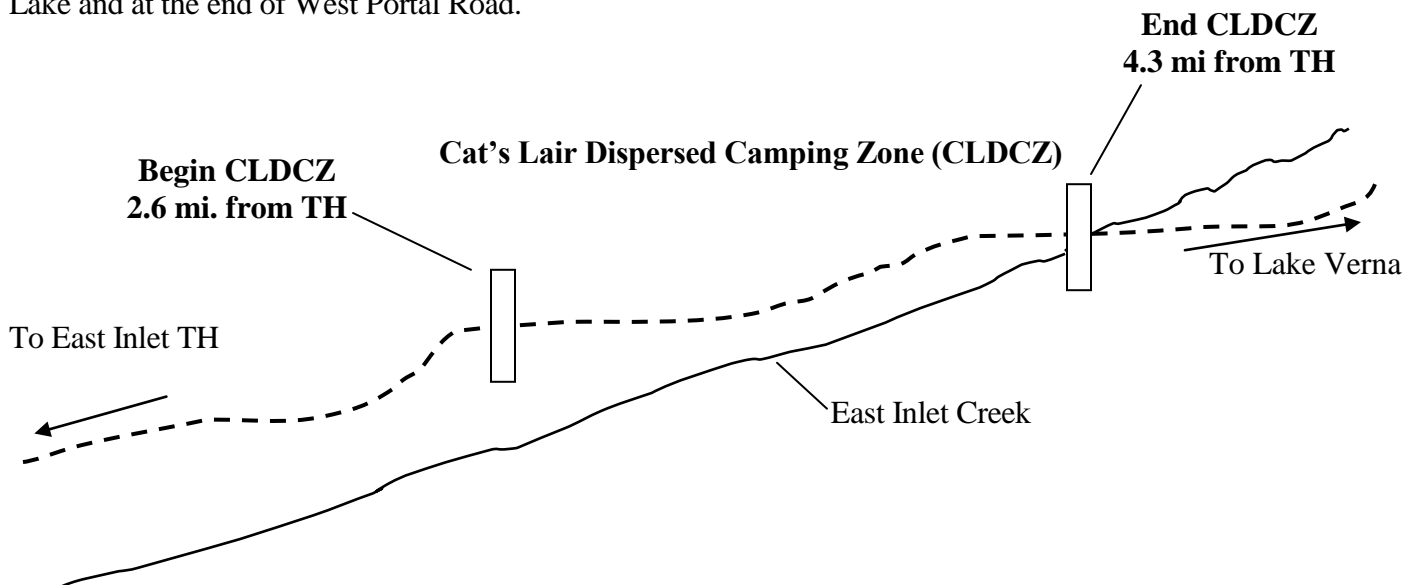 Lake and at the end of West Portal Road.
End CLDCZ
4.3 mi from TH
Cat’s Lair Dispersed Camping Zone (CLDCZ)
Begin CLDCZ
2.6 mi. from TH
To Lake Verna
To East Inlet TH
East Inlet Creek